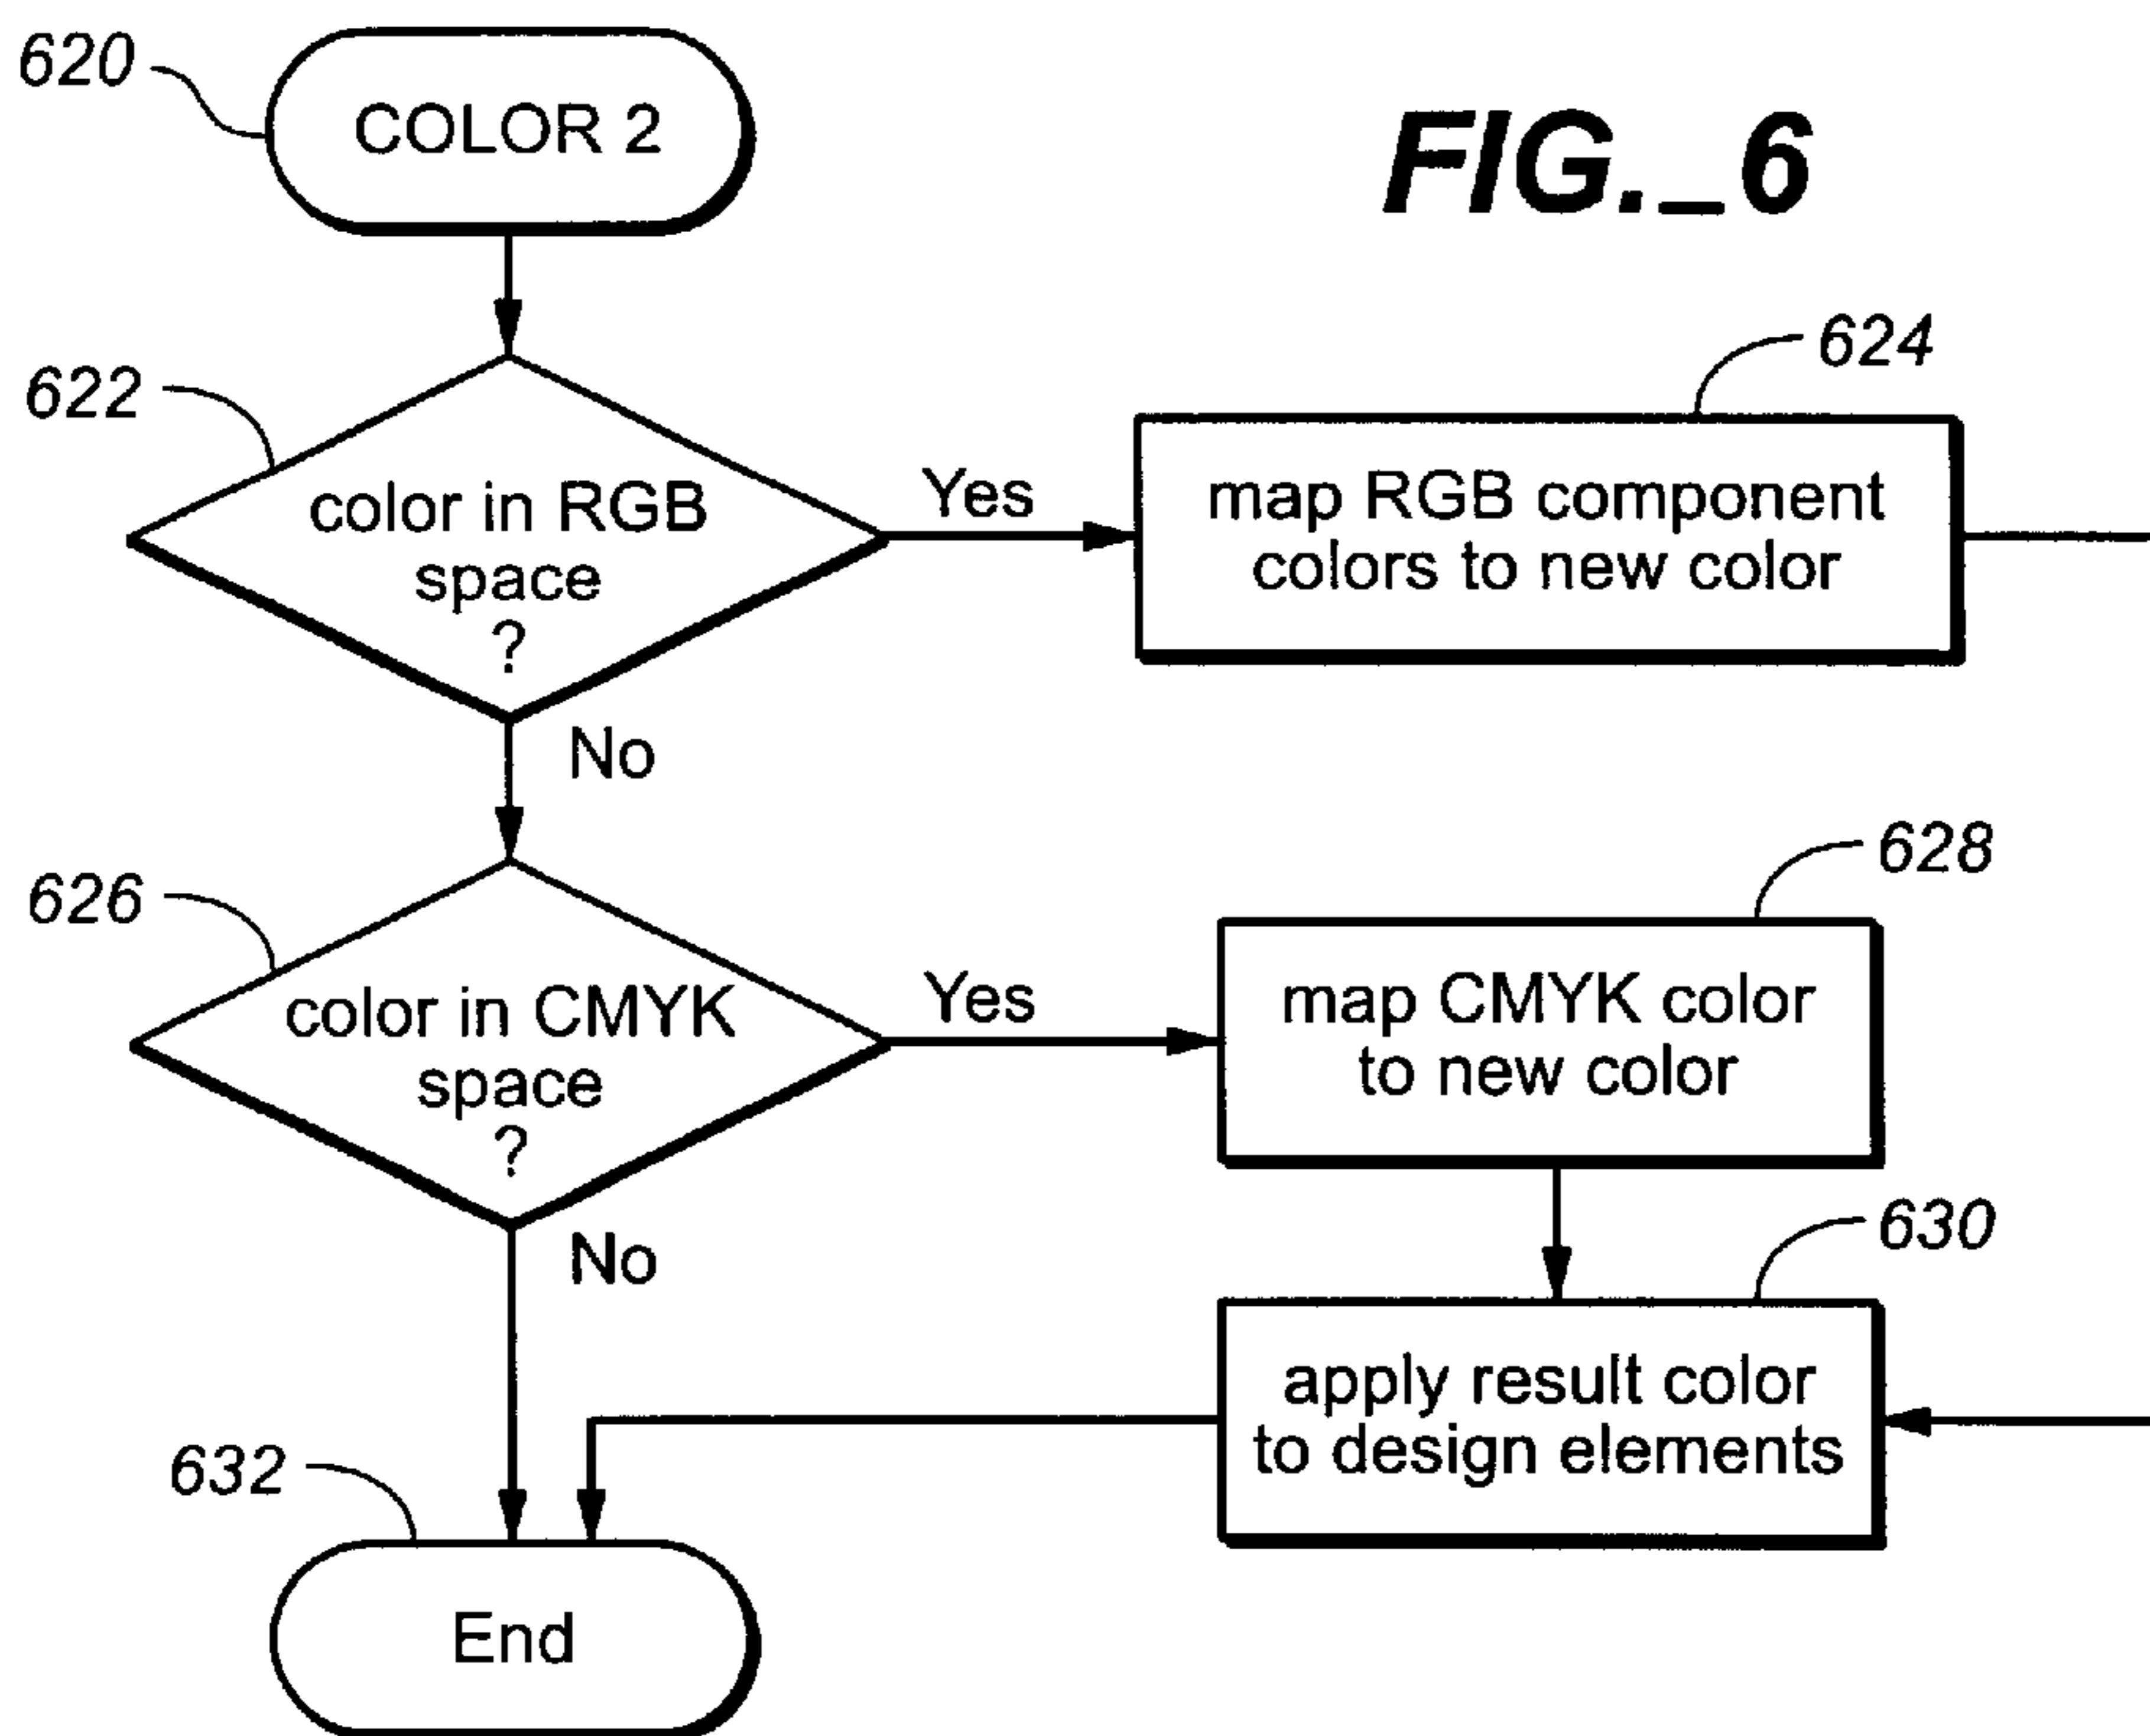 620
COLOR 2
FIG._6
622
color in RGB
space
?
Yes
624
map RGB component
colors to new color
No
626
color in CMYK
space
?
Yes
628
map CMYK color
to new color
No
630
apply result color
to design elements
632
End